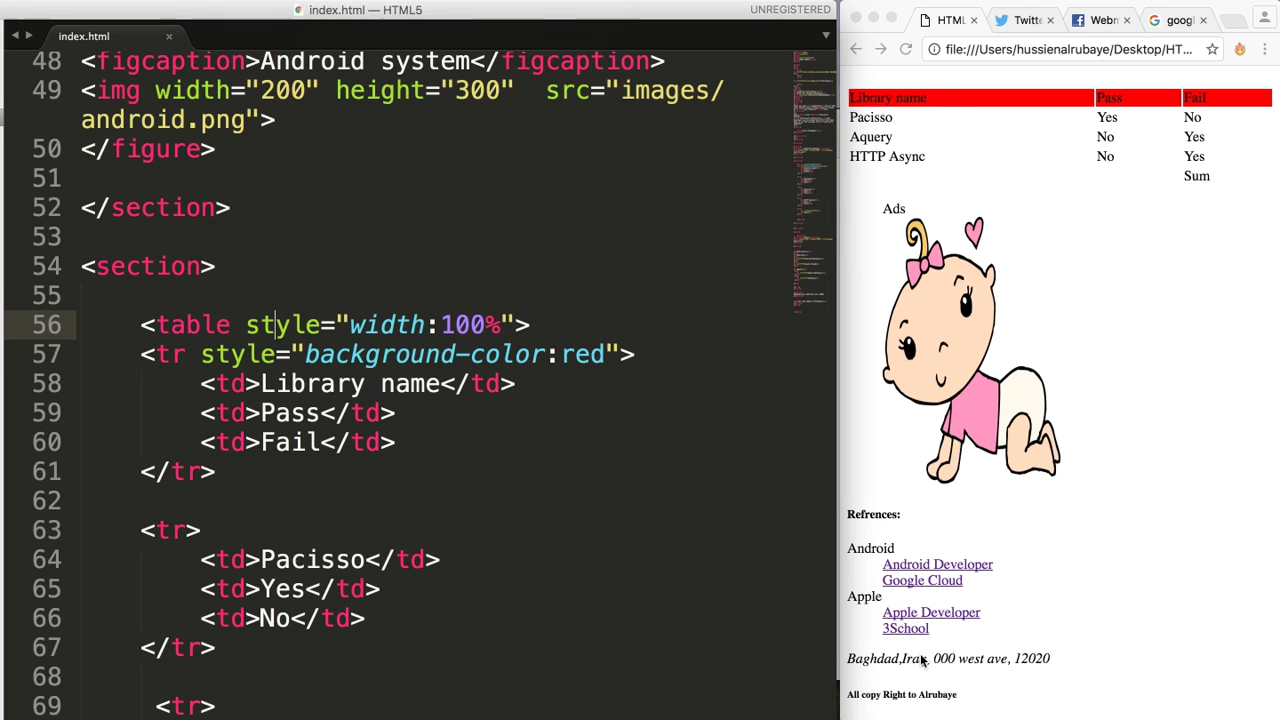 index.html — HTML5
UNREGISTERED
index.html ×
48 <figcaption>Android system</figcaption>
49 <img width="200" height="300"  src="images/
android.png">
50 </figure>
51
52 </section>
53
54 <section>
55
56 <table style="width:100%">
57 <tr style="background-color:red">
58 <td>Library name</td>
59 <td>Pass</td>
60 <td>Fail</td>
61 </tr>
62
63 <tr>
64 <td>Pacisso</td>
65 <td>Yes</td>
66 <td>No</td>
67 </tr>
68
69 <tr>
HTML × Twitte × Webn × googl ×
file:///Users/hussienalrubaye/Desktop/HT...
Library name Pass Fail
Pacisso Yes No
Aquery No Yes
HTTP Async No Yes
Sum
Ads
Refrences:
Android
Android Developer
Google Cloud
Apple
Apple Developer
3School
Baghdad,Iraq, 000 west ave, 12020
All copy Right to Alrubaye